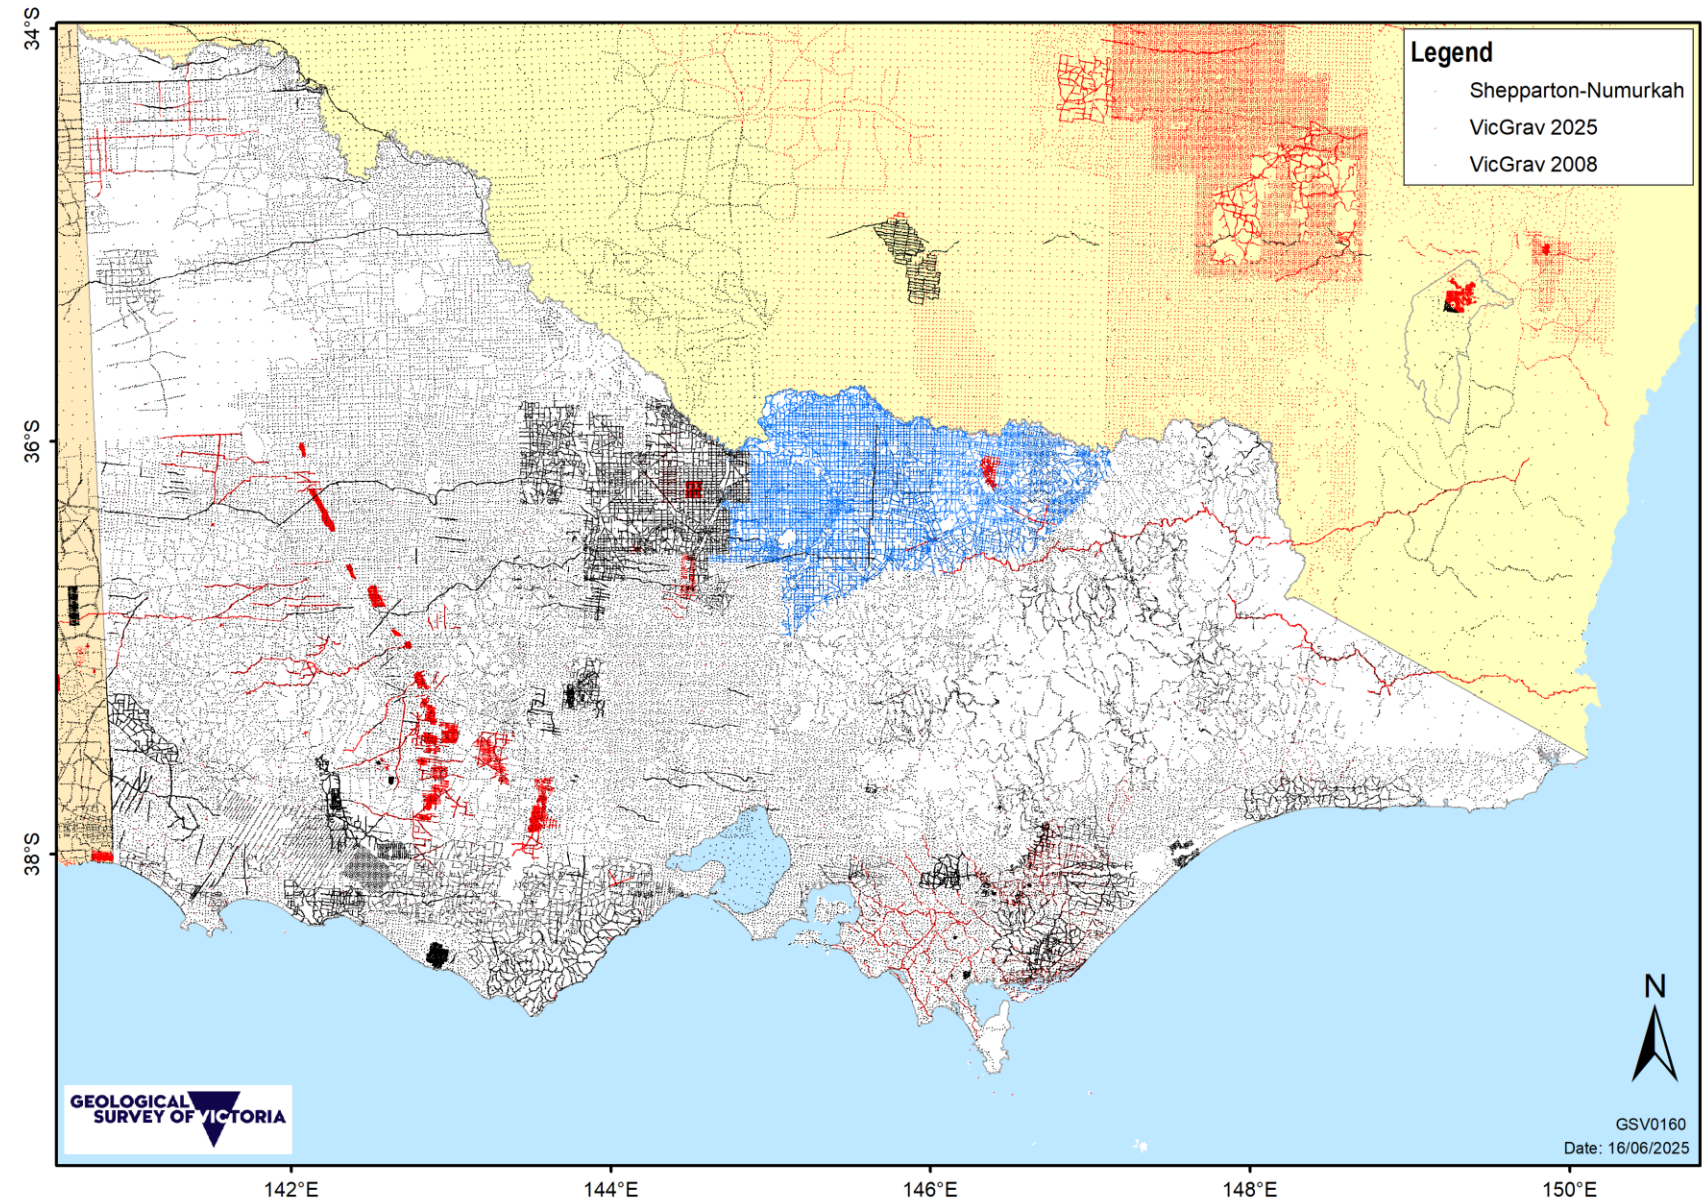 34°S
Legend
Shepparton-Numurkah
VicGrav 2025
VicGrav 2008
36°S
38°S
N
GEOLOGICAL
SURVEY OF VICTORIA
GSV0160
Date: 16/06/2025
142°E
144°E
146°E
148°E
150°E